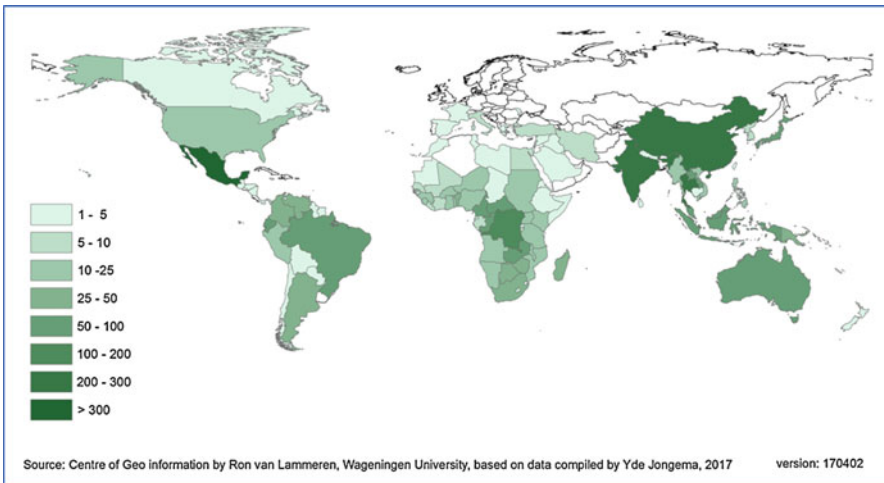 1 - 5
5 - 10
10 -25
25 - 50
50 - 100
100 - 200
200 - 300
> 300
Source: Centre of Geo information by Ron van Lammeren, Wageningen University, based on data compiled by Yde Jongema, 2017 version: 170402